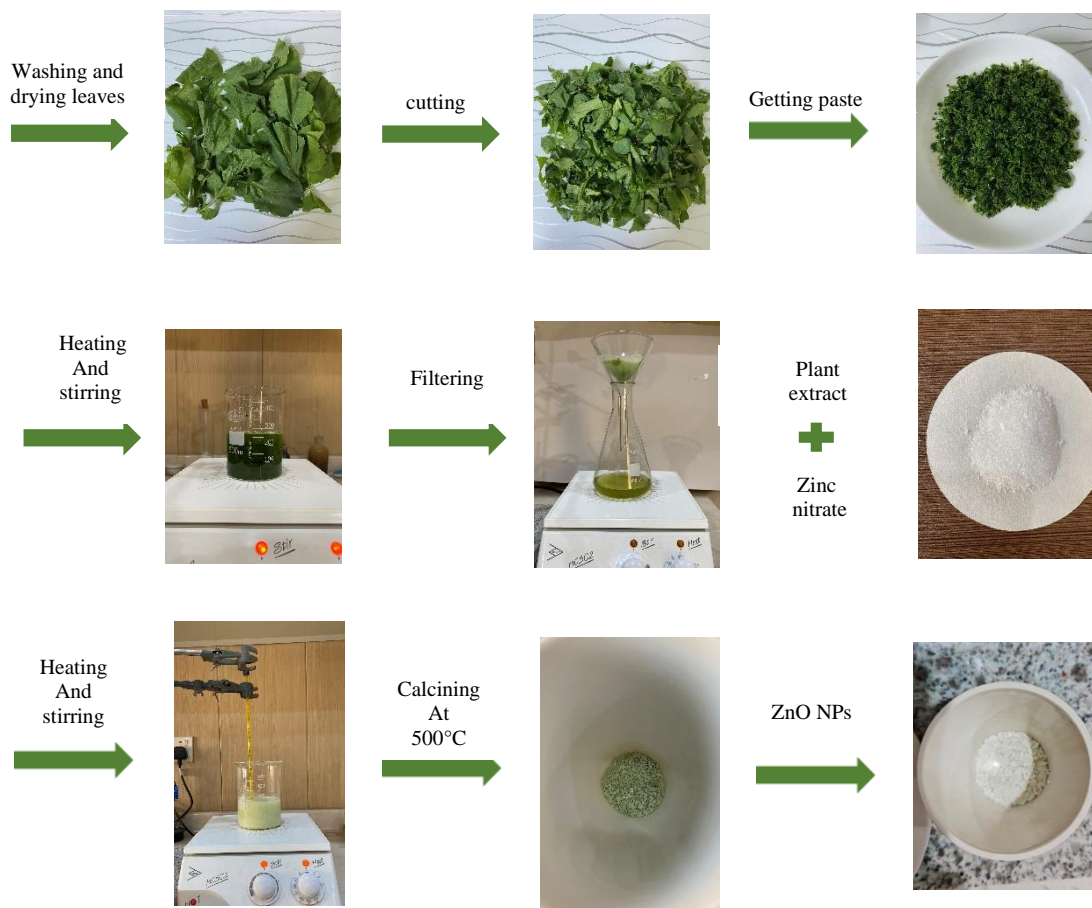 Washing and
drying leaves
cutting
Getting paste
Heating
And
stirring
Filtering
Plant
extract
Zinc
nitrate
Stir
Heating
And
stirring
Calcining
At
500°C
ZnO NPs